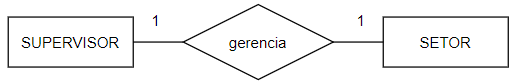 1 1
SUPERVISOR gerencia SETOR